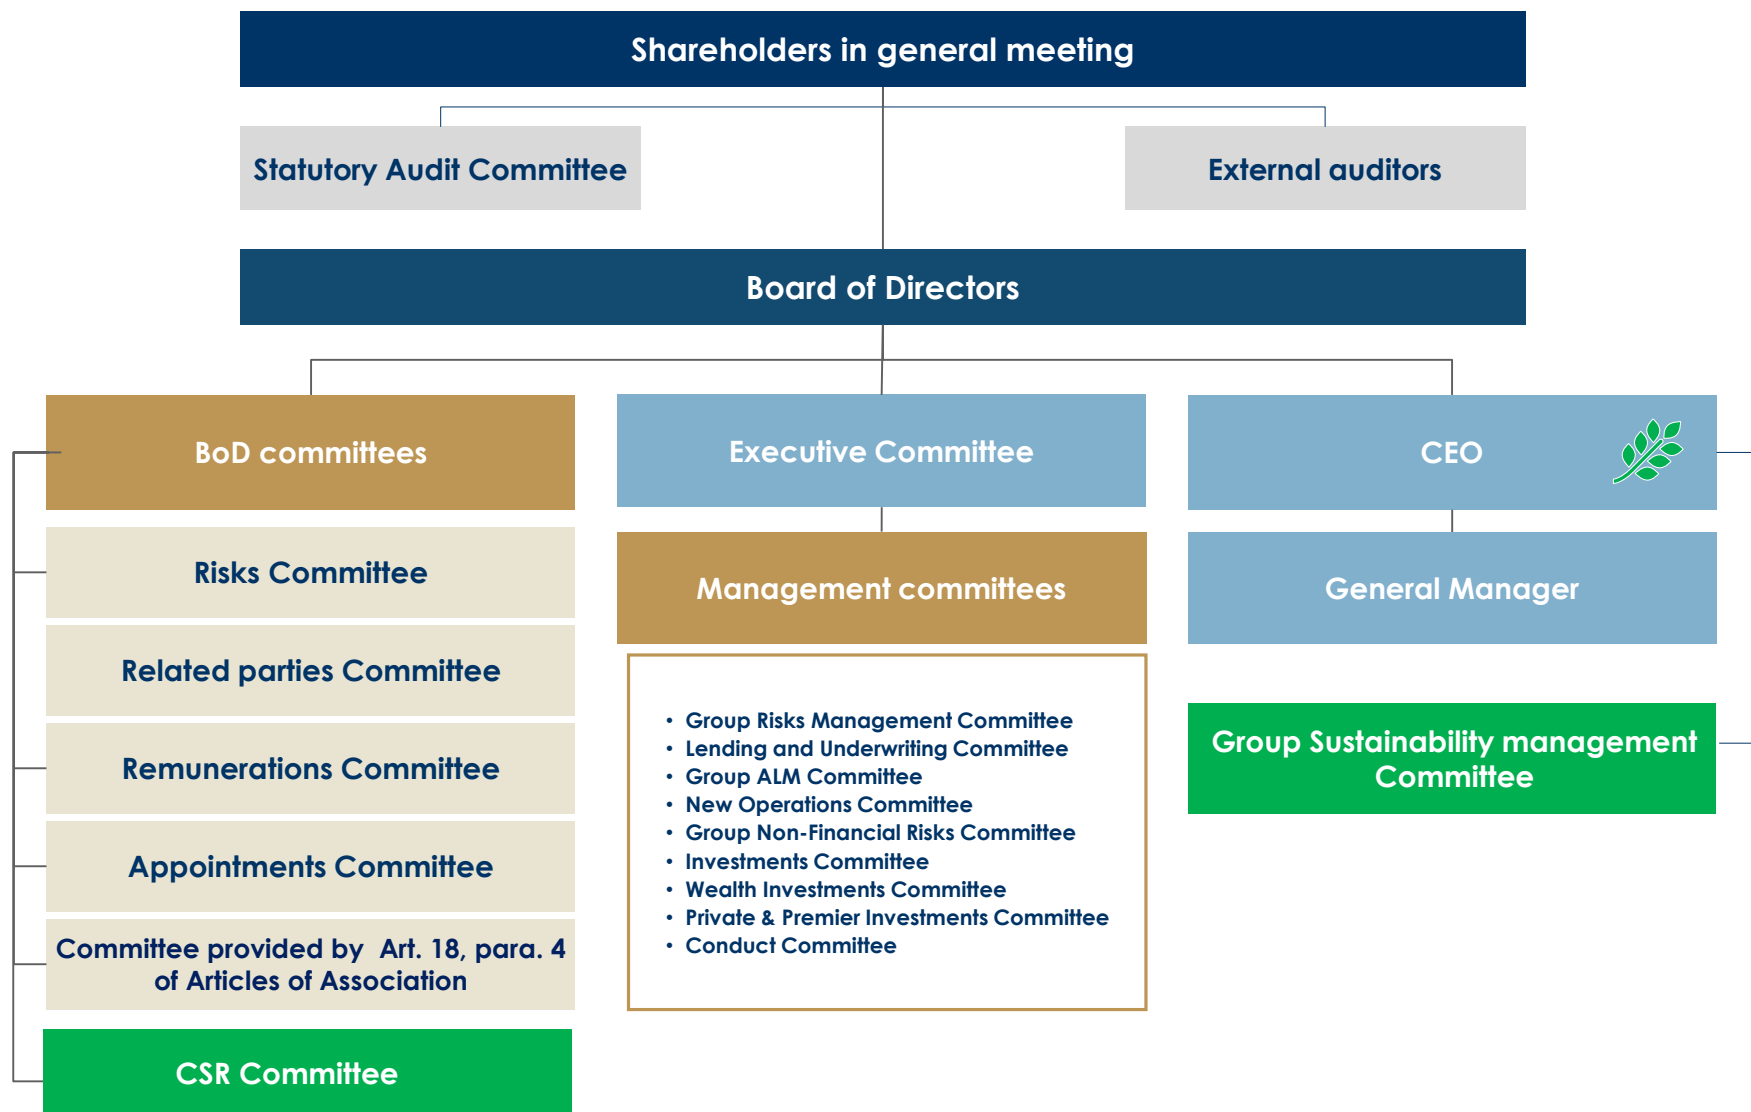 Shareholders in general meeting
Statutory Audit Committee
External auditors
Board of Directors
BoD committees
Executive Committee
CEO
Risks Committee
Related parties Committee
Remunerations Committee
Appointments Committee
Committee provided by Art. 18, para. 4
of Articles of Association
CSR Committee
Management committees
• Group Risks Management Committee
• Lending and Underwriting Committee
• Group ALM Committee
• New Operations Committee
• Group Non-Financial Risks Committee
• Investments Committee
• Wealth Investments Committee
• Private & Premier Investments Committee
• Conduct Committee
General Manager
Group Sustainability management
Committee